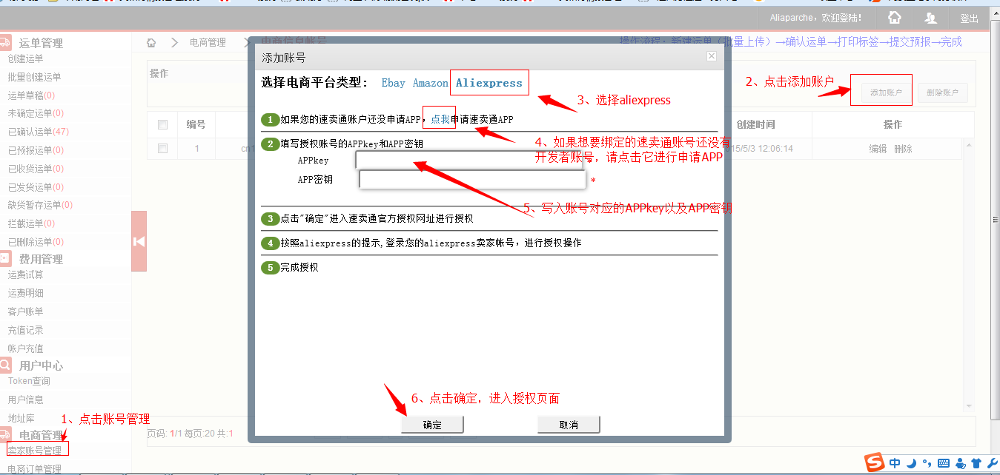 Aliaparche，欢迎登陆!
登出
运单管理
创建运单
批量创建运单
运单草稿(0)
未确定运单(0)
已确认运单(47)
已预报运单(0)
已收货运单(0)
已发货运单(0)
缺货暂存运单(0)
拦截运单(0)
已删除运单(0)
费用管理
运费试算
运费明细
客户账单
充值记录
帐户充值
用户中心
Token查询
用户信息
地址库
1、点击账号管理
电商管理
卖家账号管理
电商订单管理
电商管理
电商信息账号
操作流程：新建运单（批量上传）→确认运单→打印标签→提交预报→完成
操作
2、点击添加账户
添加账户
删除账户
编号
创建时间
操作
1
cn1
15/5/3 12:06:14
编辑 删除
页码: 1/1 每页:20 共:1
添加账号
选择电商平台类型： Ebay Amazon Aliexpress
3、选择aliexpress
1 如果您的速卖通账户还没申请APP，点我申请速卖通APP
4、如果想要绑定的速卖通账号还没有
开发者账号，请点击它进行申请APP
2 填写授权账号的APPkey和APP密钥
APPkey
APP密钥
*
5、写入账号对应的APPkey以及APP密钥
3 点击"确定"进入速卖通官方授权网址进行授权
4 按照aliexpress的提示,登录您的aliexpress卖家帐号，进行授权操作
5 完成授权
6、点击确定，进入授权页面
确定
取消
S 中